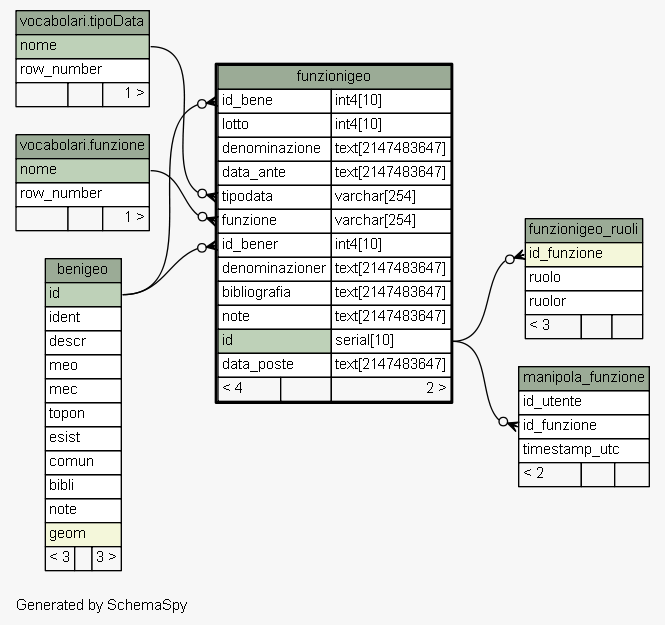 vocabolari.tipoData
nome
row_number
1 >
vocabolari.funzione
nome
row_number
1 >
benigeo
id
ident
descr
meo
mec
topon
esist
comun
bibli
note
geom
< 3 3 >
funzionigeo
id_bene int4[10]
lotto int4[10]
denominazione text[2147483647]
data_ante text[2147483647]
tipodata varchar[254]
funzione varchar[254]
id_bener int4[10]
denominazioner text[2147483647]
bibliografia text[2147483647]
note text[2147483647]
id serial[10]
data_poste text[2147483647]
< 4 2 >
funzionigeo_ruoli
id_funzione
ruolo
ruolor
< 3
manipola_funzione
id_utente
id_funzione
timestamp_utc
< 2
Generated by SchemaSpy